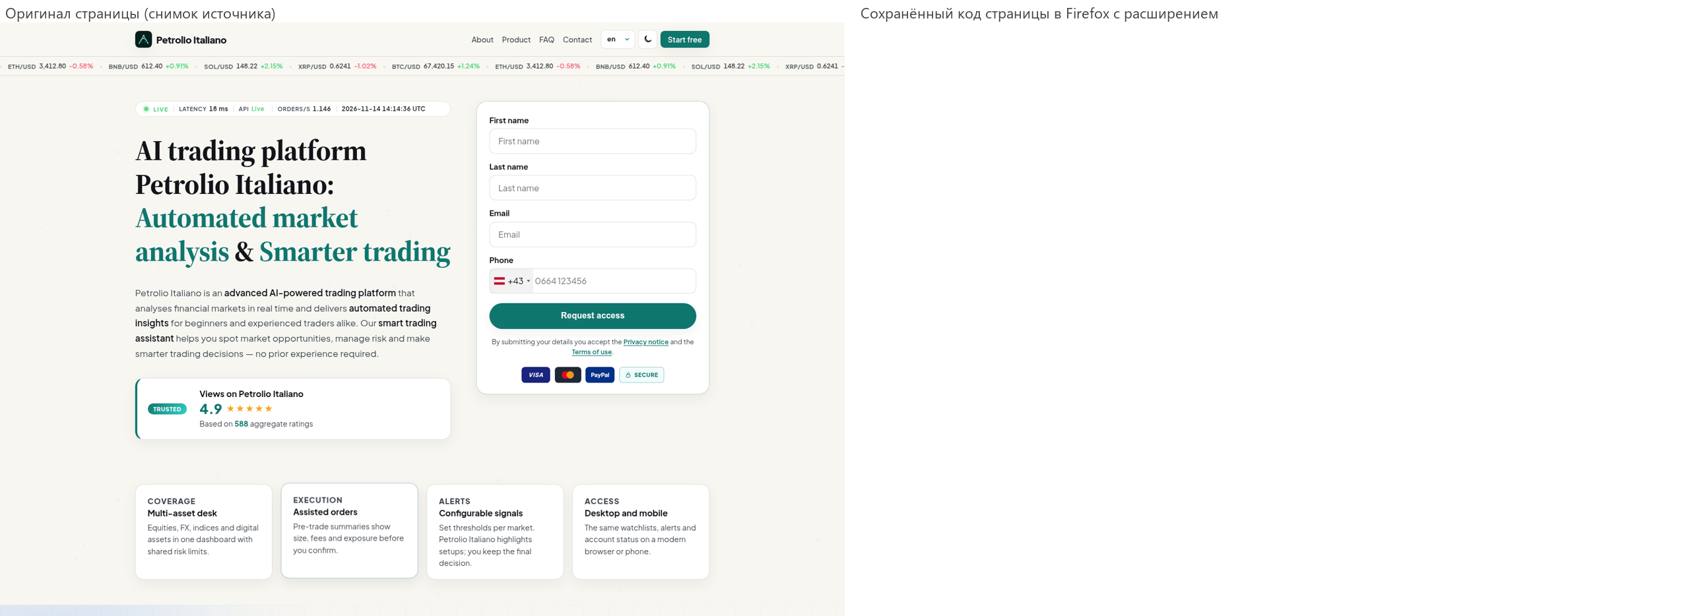 Оригинал страницы (снимок источника)
Сохранённый код страницы в Firefox с расширением
Petrolio Italiano
About Product FAQ Contact en Start free
ETH/USD 3,412.80 -0.58% · BNB/USD 612.40 +0.91% · SOL/USD 148.22 +2.15% · XRP/USD 0.6241 -1.02% · BTC/USD 67,420.15 +1.24% · ETH/USD 3,412.80 -0.58% · BNB/USD 612.40 +0.91% · SOL/USD 148.22 +2.15% · XRP/USD 0.6241 -
LIVE LATENCY 18 ms API Live ORDERS/S 1.146 2026-11-14 14:14:36 UTC
AI trading platform
Petrolio Italiano:
Automated market
analysis & Smarter trading
Petrolio Italiano is an advanced AI-powered trading platform that
analyses financial markets in real time and delivers automated trading
insights for beginners and experienced traders alike. Our smart trading
assistant helps you spot market opportunities, manage risk and make
smarter trading decisions — no prior experience required.
TRUSTED
Views on Petrolio Italiano
4.9 ★★★★★
Based on 588 aggregate ratings
First name
First name
Last name
Last name
Email
Email
Phone
+43 0664 123456
Request access
By submitting your details you accept the Privacy notice and the
Terms of use.
VISA PayPal SECURE
COVERAGE
Multi-asset desk
Equities, FX, indices and digital
assets in one dashboard with
shared risk limits.
EXECUTION
Assisted orders
Pre-trade summaries show
size, fees and exposure before
you confirm.
ALERTS
Configurable signals
Set thresholds per market.
Petrolio Italiano highlights
setups; you keep the final
decision.
ACCESS
Desktop and mobile
The same watchlists, alerts and
account status on a modern
browser or phone.